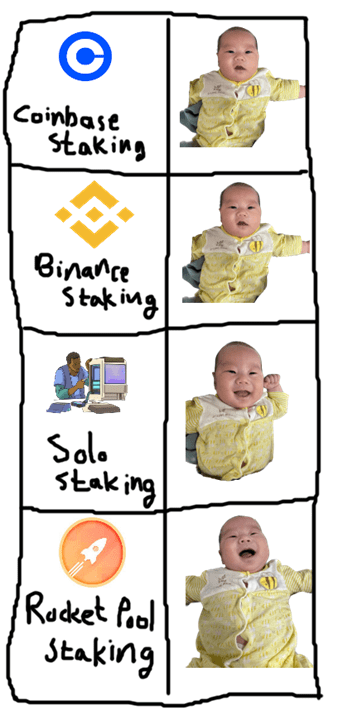 Coinbase
Staking
Binance
Staking
Solo
Staking
Rocket Pool
Staking